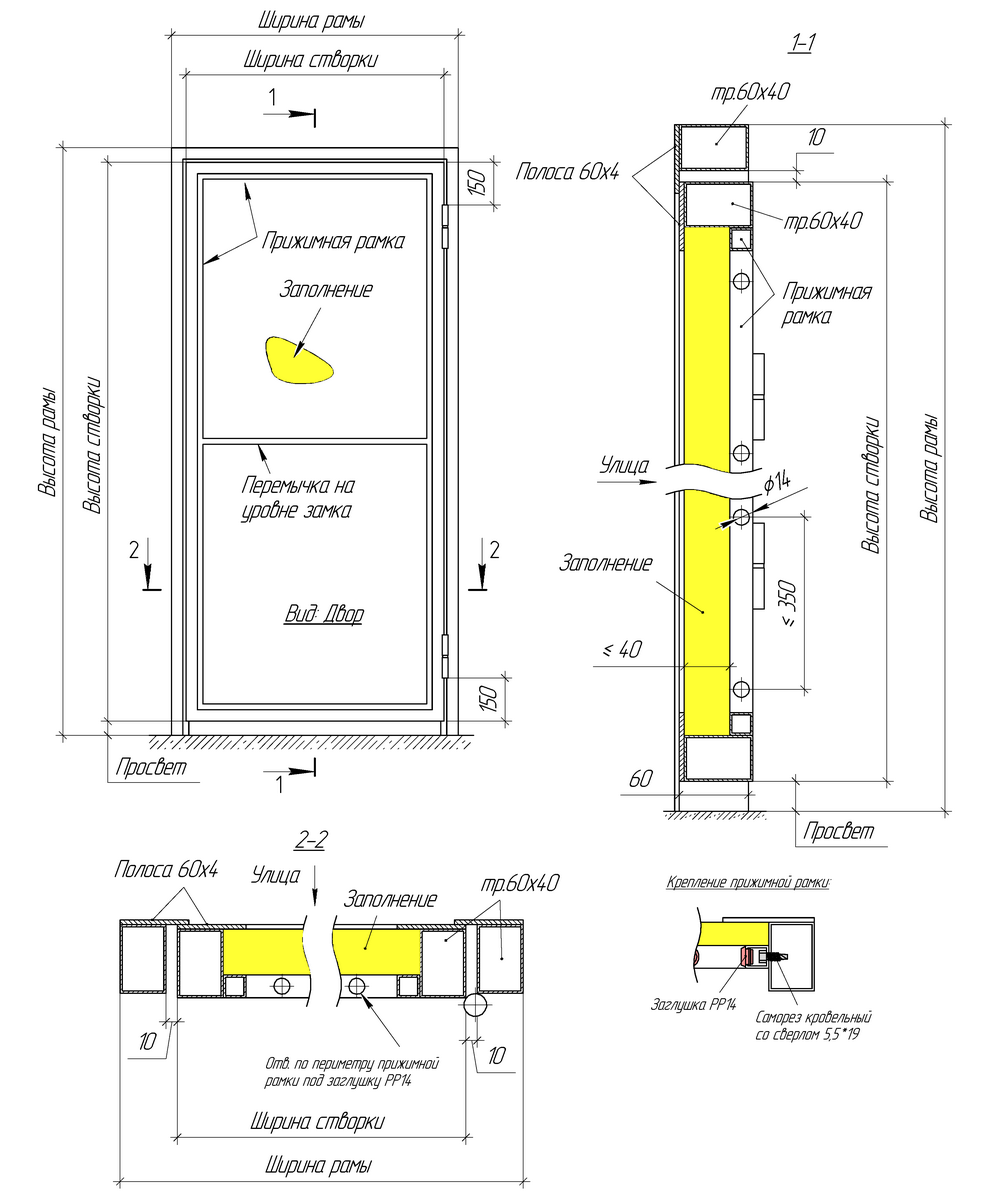 Ширина рамы
Ширина створки
1
150
Прижимная рамка
Заполнение
Высота рамы
Высота створки
Перемычка на
уровне замка
2
2
Вид: Двор
150
Просвет
1
1-1
тр.60х40
10
Полоса 60х4
тр.60х40
Прижимная
рамка
Улица
ϕ14
Заполнение
≤ 350
≤ 40
Высота створки
Высота рамы
60
Просвет
2-2
Полоса 60х4
Улица
Заполнение
тр.60х40
10
10
Отв. по периметру прижимной
рамки под заглушку РР14
Ширина створки
Ширина рамы
Крепление прижимной рамки:
Заглушка РР14
Саморез кровельный
со сверлом 5,5*19